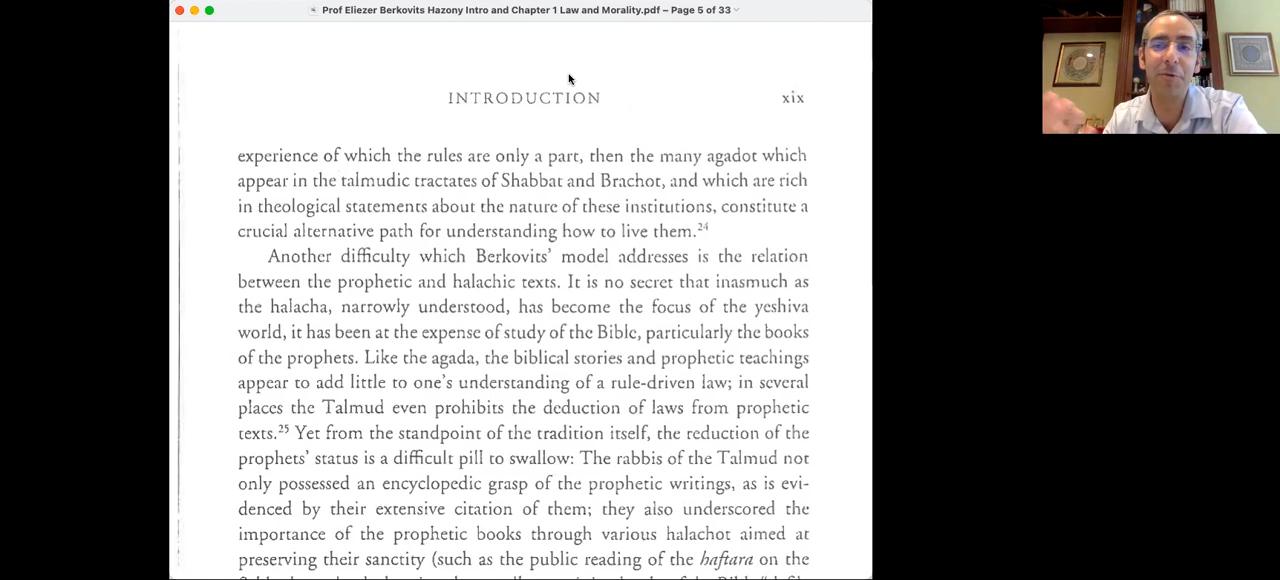 Prof Eliezer Berkovits Hazony Intro and Chapter 1 Law and Morality.pdf – Page 5 of 33
INTRODUCTION xix
experience of which the rules are only a part, then the many agadot which
appear in the talmudic tractates of Shabbat and Brachot, and which are rich
in theological statements about the nature of these institutions, constitute a
crucial alternative path for understanding how to live them.24
Another difficulty which Berkovits' model addresses is the relation
between the prophetic and halachic texts. It is no secret that inasmuch as
the halacha, narrowly understood, has become the focus of the yeshiva
world, it has been at the expense of study of the Bible, particularly the books
of the prophets. Like the agada, the biblical stories and prophetic teachings
appear to add little to one's understanding of a rule-driven law; in several
places the Talmud even prohibits the deduction of laws from prophetic
texts.25 Yet from the standpoint of the tradition itself, the reduction of the
prophets' status is a difficult pill to swallow: The rabbis of the Talmud not
only possessed an encyclopedic grasp of the prophetic writings, as is evi-
denced by their extensive citation of them; they also underscored the
importance of the prophetic books through various halachot aimed at
preserving their sanctity (such as the public reading of the haftara on the